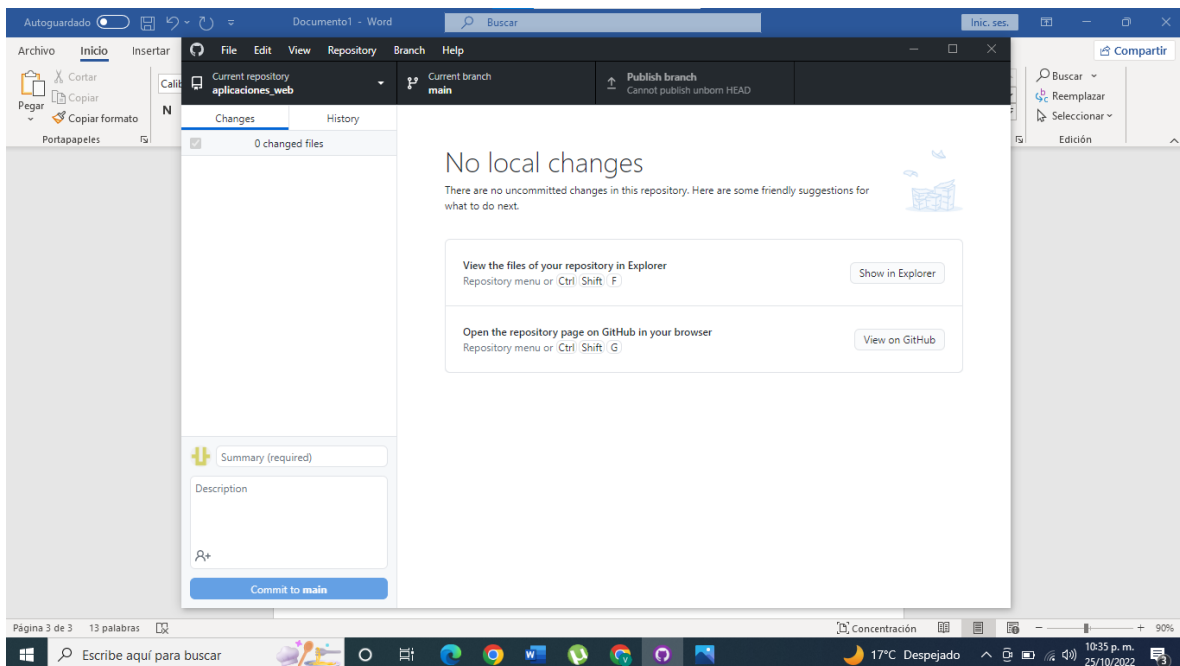 Autoguardado
Documento1 - Word
Buscar
Inic. ses.
Archivo
Inicio
Insertar
Compartir
Pegar
Cortar
Copiar
Copiar formato
Portapapeles
Calib
N
Buscar
Reemplazar
Seleccionar
Edición
File Edit View Repository Branch Help
Current repository
aplicaciones_web
Current branch
main
Publish branch
Cannot publish unborn HEAD
Changes
History
0 changed files
No local changes
There are no uncommitted changes in this repository. Here are some friendly suggestions for
what to do next.
View the files of your repository in Explorer
Repository menu or Ctrl Shift F
Show in Explorer
Open the repository page on GitHub in your browser
Repository menu or Ctrl Shift G
View on GitHub
Summary (required)
Description
Commit to main
Página 3 de 3
13 palabras
Concentración
90%
Escribe aquí para buscar
17°C Despejado
10:35 p. m.
25/10/2022
3